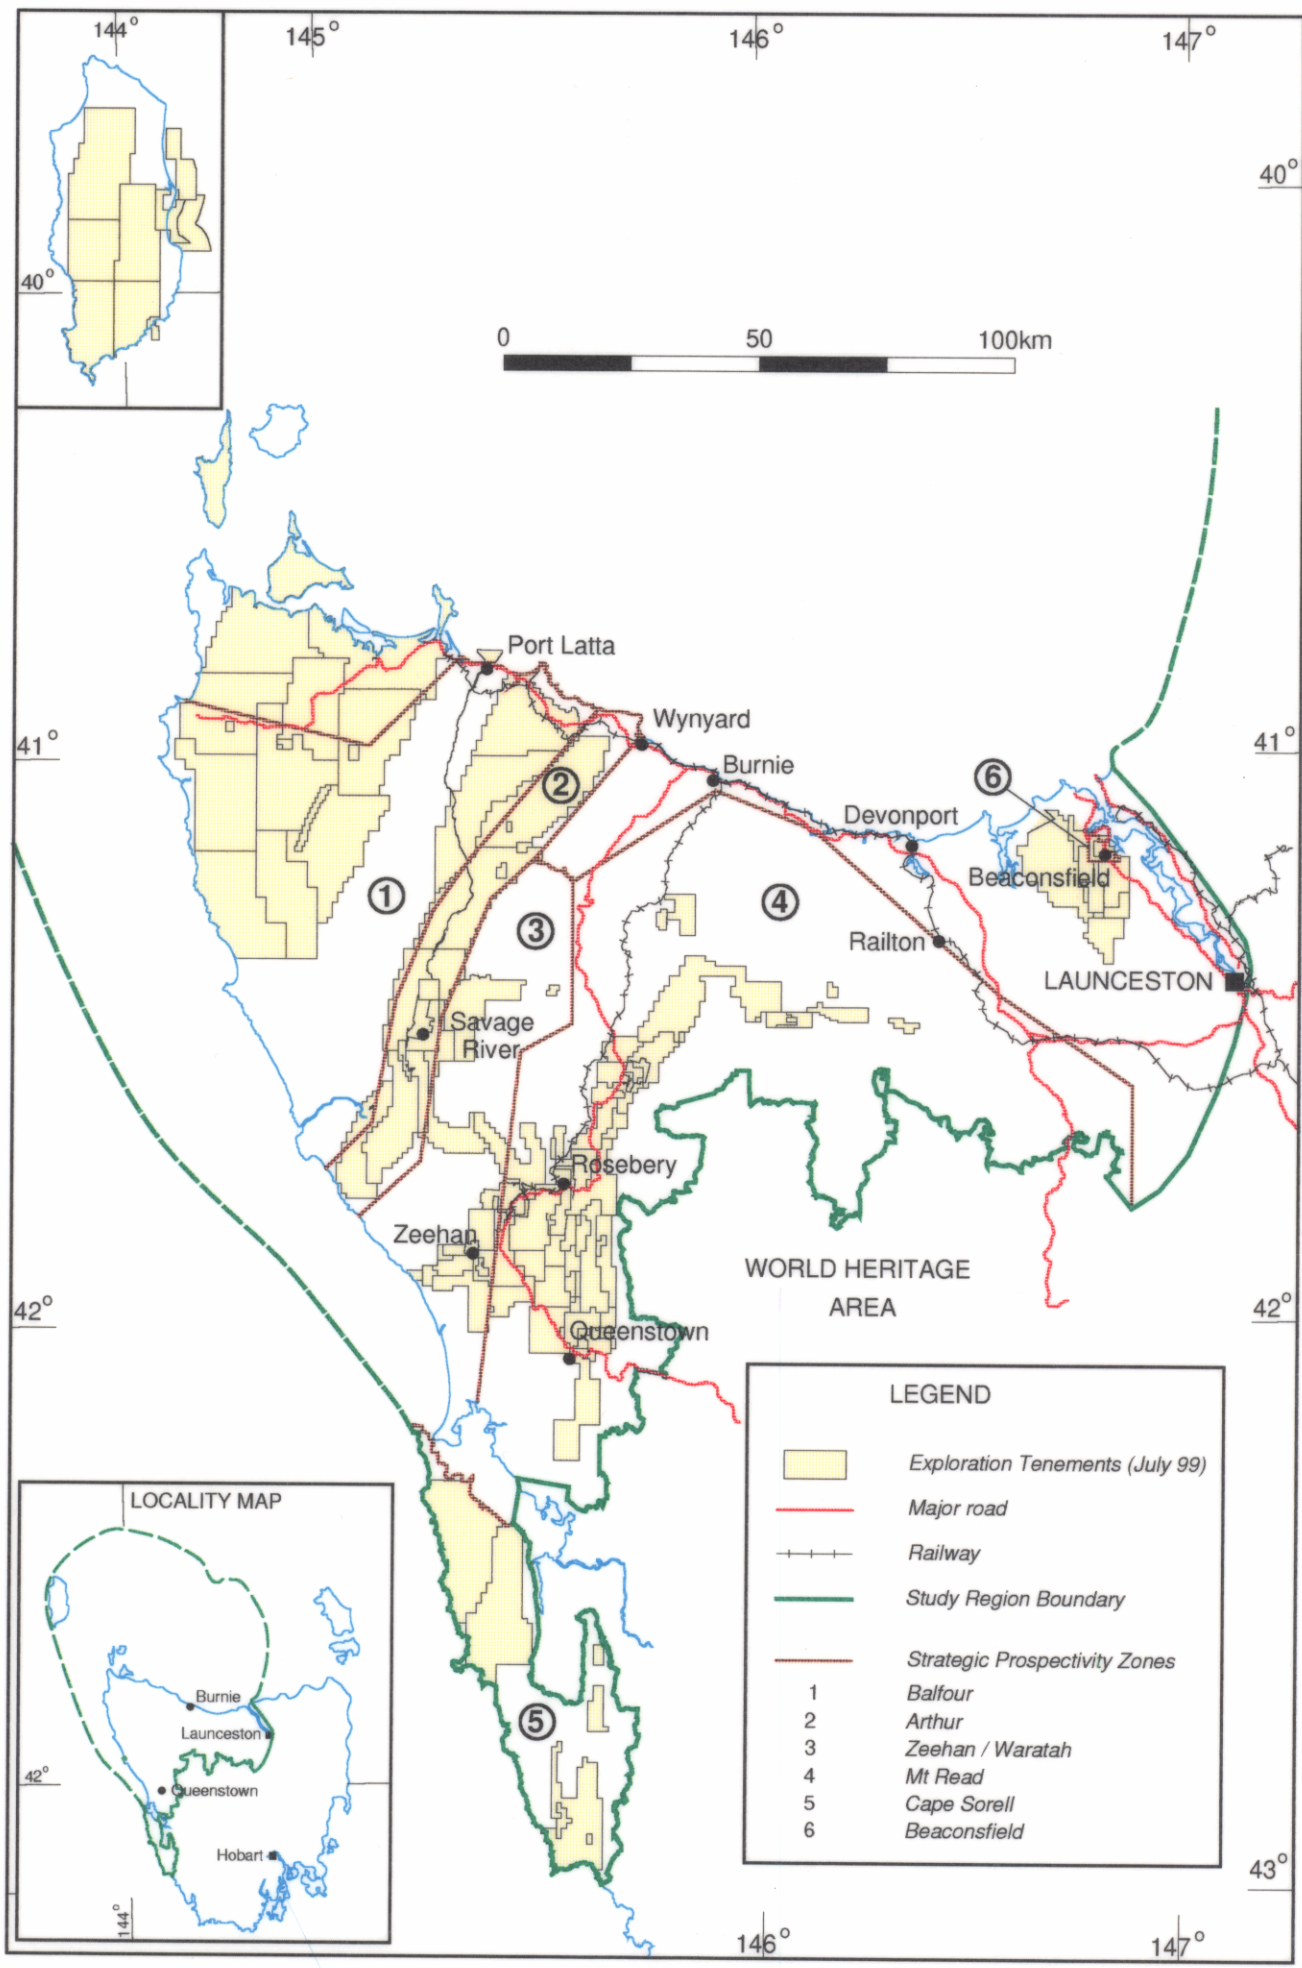 144°
145°
146°
147°
40°
40°
0 50 100km
Port Latta
Wynyard
41°
41°
Burnie
2
6
Devonport
Beaconsfield
1
3
4
Railton
LAUNCESTON
Savage
River
Rosebery
Zeehan
WORLD HERITAGE
AREA
42°
42°
Queenstown
LEGEND
Exploration Tenements (July 99)
Major road
Railway
Study Region Boundary
Strategic Prospectivity Zones
1 Balfour
2 Arthur
3 Zeehan / Waratah
4 Mt Read
5 Cape Sorell
6 Beaconsfield
5
LOCALITY MAP
Burnie
Launceston
42°
Queenstown
Hobart
144°
43°
146°
147°